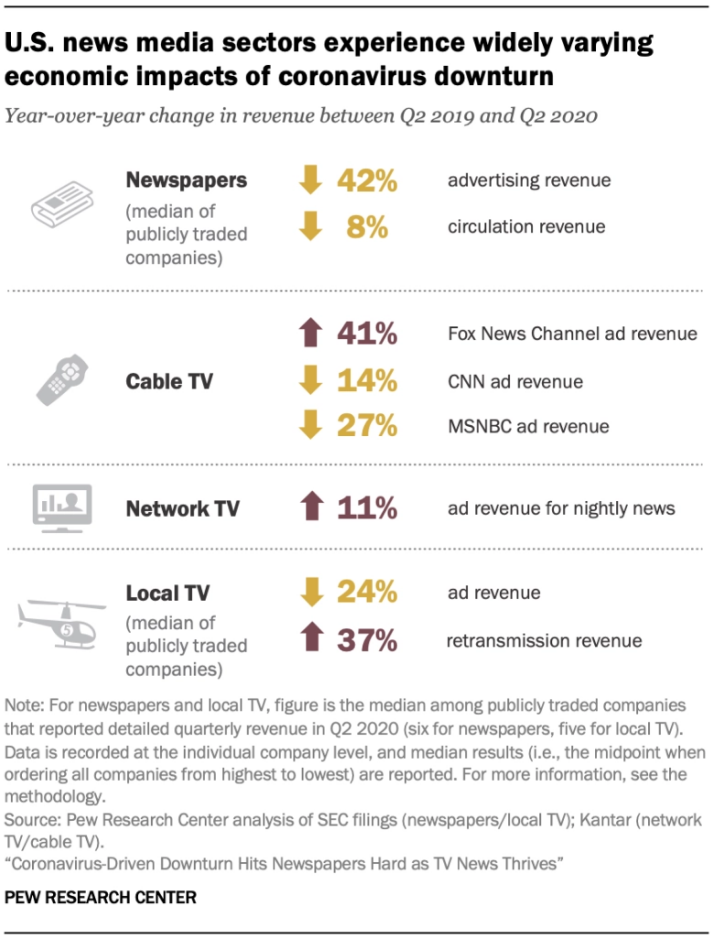 U.S. news media sectors experience widely varying
economic impacts of coronavirus downturn
Year-over-year change in revenue between Q2 2019 and Q2 2020
Newspapers
(median of
publicly traded
companies)
42% advertising revenue
8% circulation revenue
Cable TV
41% Fox News Channel ad revenue
14% CNN ad revenue
27% MSNBC ad revenue
Network TV 11% ad revenue for nightly news
5
Local TV
(median of
publicly traded
companies)
24% ad revenue
37% retransmission revenue
Note: For newspapers and local TV, figure is the median among publicly traded companies
that reported detailed quarterly revenue in Q2 2020 (six for newspapers, five for local TV).
Data is recorded at the individual company level, and median results (i.e., the midpoint when
ordering all companies from highest to lowest) are reported. For more information, see the
methodology.
Source: Pew Research Center analysis of SEC filings (newspapers/local TV); Kantar (network
TV/cable TV).
“Coronavirus-Driven Downturn Hits Newspapers Hard as TV News Thrives”
PEW RESEARCH CENTER